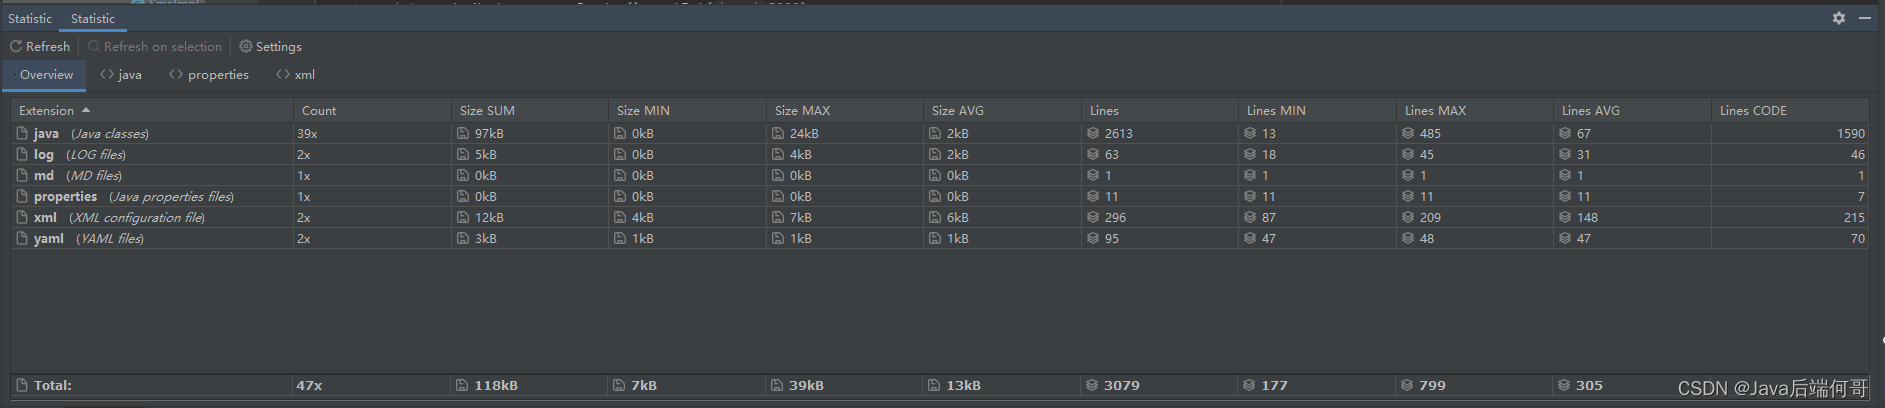 Statistic Statistic
Refresh Refresh on selection Settings
Overview java properties xml
Extension Count Size SUM Size MIN Size MAX Size AVG Lines Lines MIN Lines MAX Lines AVG Lines CODE
java (Java classes) 39x 97kB 0kB 24kB 2kB 2613 13 485 67 1590
log (LOG files) 2x 5kB 0kB 4kB 2kB 63 18 45 31 46
md (MD files) 1x 0kB 0kB 0kB 0kB 1 1 1 1 1
properties (Java properties files) 1x 0kB 0kB 0kB 0kB 11 11 11 11 7
xml (XML configuration file) 2x 12kB 4kB 7kB 6kB 296 87 209 148 215
yaml (YAML files) 2x 3kB 1kB 1kB 1kB 95 47 48 47 70
Total: 47x 118kB 7kB 39kB 13kB 3079 177 799 305
CSDN @Java后端何哥